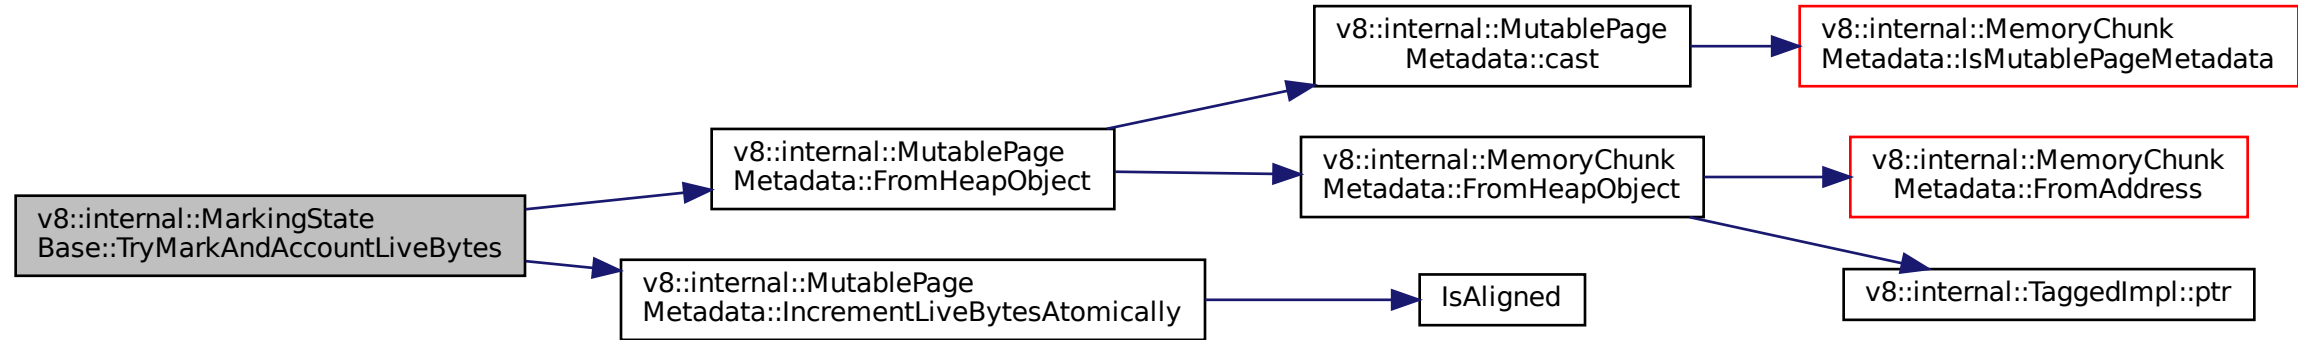 v8::internal::MarkingState
Base::TryMarkAndAccountLiveBytes
v8::internal::MutablePage
Metadata::FromHeapObject
v8::internal::MutablePage
Metadata::cast
v8::internal::MemoryChunk
Metadata::IsMutablePageMetadata
v8::internal::MemoryChunk
Metadata::FromHeapObject
v8::internal::MemoryChunk
Metadata::FromAddress
v8::internal::TaggedImpl::ptr
v8::internal::MutablePage
Metadata::IncrementLiveBytesAtomically
IsAligned